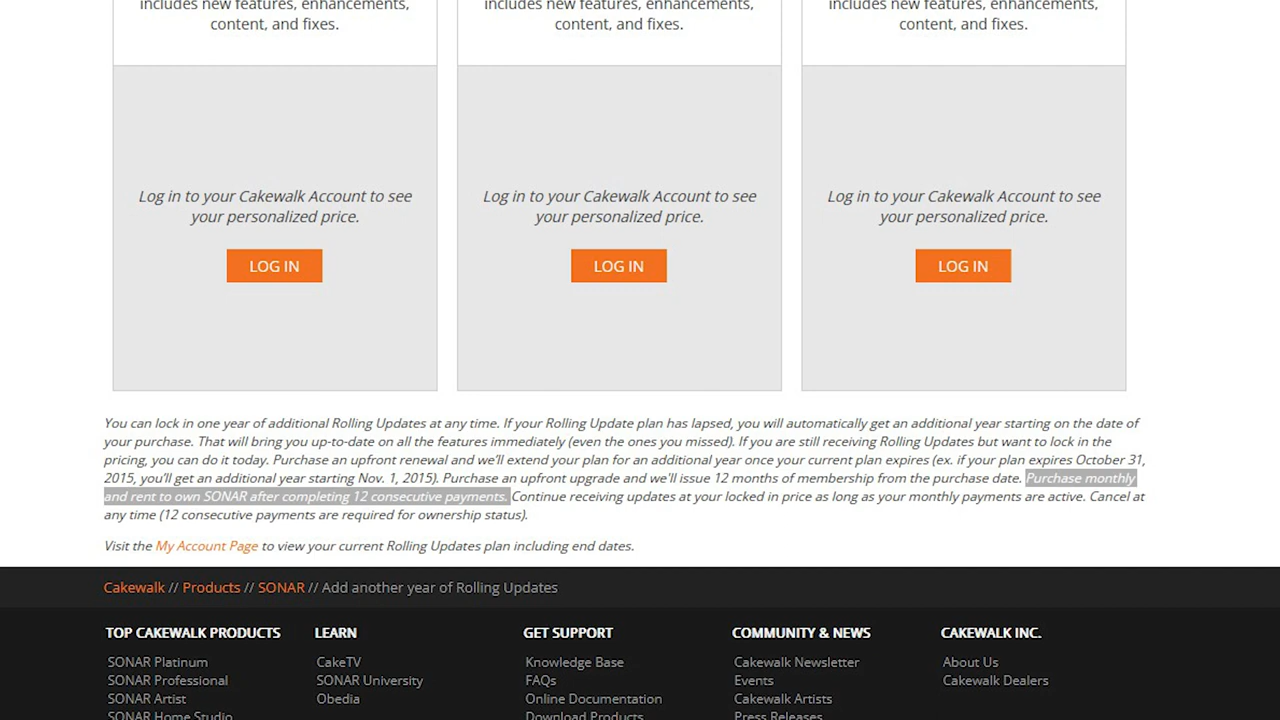 includes new features, enhancements,
content, and fixes.
includes new features, enhancements,
content, and fixes.
includes new features, enhancements,
content, and fixes.
Log in to your Cakewalk Account to see
your personalized price.
LOG IN
Log in to your Cakewalk Account to see
your personalized price.
LOG IN
Log in to your Cakewalk Account to see
your personalized price.
LOG IN
You can lock in one year of additional Rolling Updates at any time. If your Rolling Update plan has lapsed, you will automatically get an additional year starting on the date of
your purchase. That will bring you up-to-date on all the features immediately (even the ones you missed). If you are still receiving Rolling Updates but want to lock in the
pricing, you can do it today. Purchase an upfront renewal and we'll extend your plan for an additional year once your current plan expires (ex. if your plan expires October 31,
2015, you'll get an additional year starting Nov. 1, 2015). Purchase an upfront upgrade and we'll issue 12 months of membership from the purchase date. Purchase monthly
and rent to own SONAR after completing 12 consecutive payments. Continue receiving updates at your locked in price as long as your monthly payments are active. Cancel at
any time (12 consecutive payments are required for ownership status).
Visit the My Account Page to view your current Rolling Updates plan including end dates.
Cakewalk // Products // SONAR // Add another year of Rolling Updates
TOP CAKEWALK PRODUCTS
SONAR Platinum
SONAR Professional
SONAR Artist
SONAR Home Studio
LEARN
CakeTV
SONAR University
Obedia
GET SUPPORT
Knowledge Base
FAQs
Online Documentation
Download Products
COMMUNITY & NEWS
Cakewalk Newsletter
Events
Cakewalk Artists
Press Releases
CAKEWALK INC.
About Us
Cakewalk Dealers